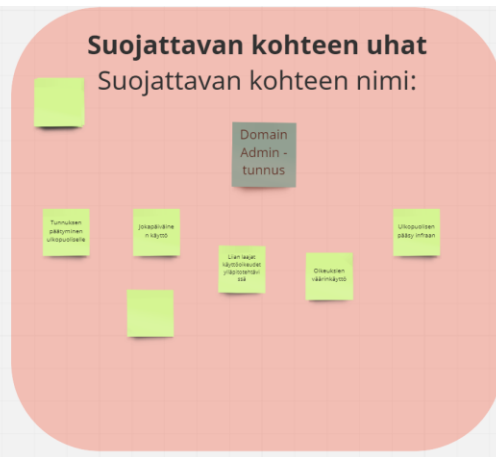 Suojattavan kohteen uhat
Suojattavan kohteen nimi:
Domain
Admin -
tunnus
Tunnuksen
päätyminen
ulkopuoliselle
Jokapäiväine
n käyttö
Liian laajat
käyttöoikeudet
ylläpitotehtävi
ssä
Oikeuksien
väärinkäyttö
Ulkopuolisen
pääsy infraan